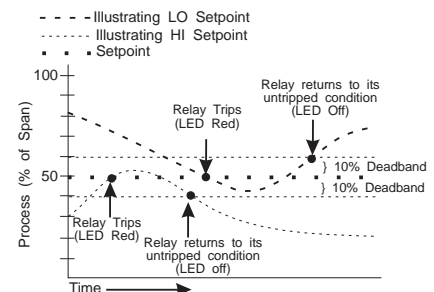 Illustrating LO Setpoint
Illustrating HI Setpoint
Setpoint
100
50
Process (% of Span)
Relay Trips
(LED Red)
Relay returns to its
untripped condition
(LED Off)
} 10% Deadband
} 10% Deadband
Relay Trips
(LED Red)
Relay returns to its
untripped condition
(LED off)
Time